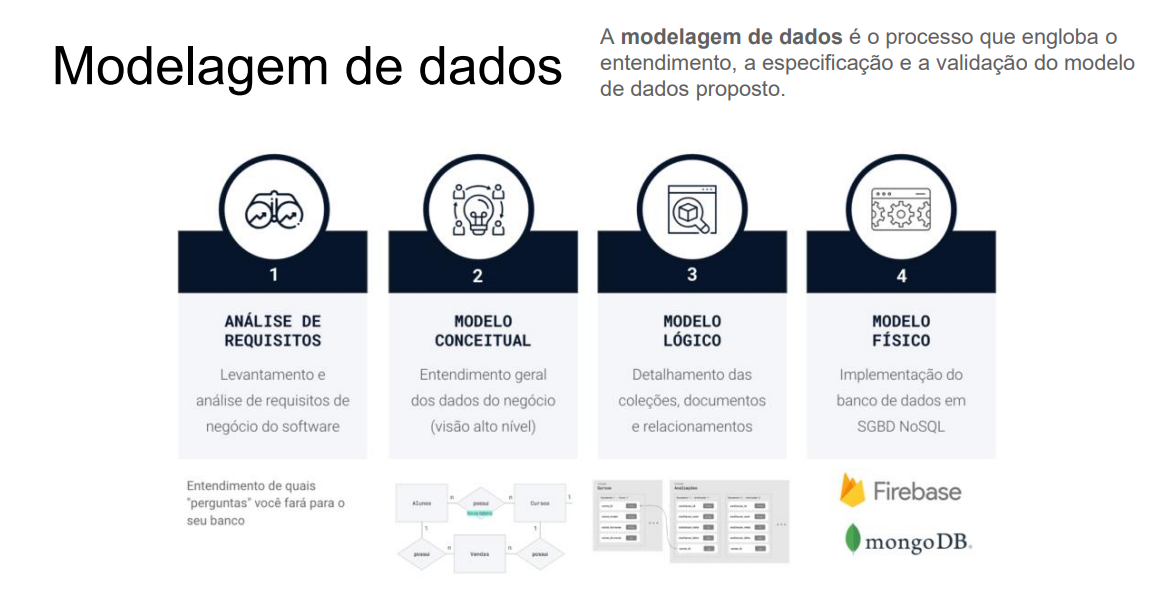 Modelagem de dados
A modelagem de dados é o processo que engloba o
entendimento, a especificação e a validação do modelo
de dados proposto.
1
ANÁLISE DE
REQUISITOS
Levantamento e
análise de requisitos de
negócio do software
Entendimento de quais
"perguntas" você fará para o
seu banco
2
MODELO
CONCEITUAL
Entendimento geral
dos dados do negócio
(visão alto nível)
Alunos
n
possui
n
Cursos
1
1
1
possui
n
Vendas
n
possui
3
MODELO
LÓGICO
Detalhamento das
coleções, documentos
e relacionamentos
Cursos
Avaliações
4
MODELO
FÍSICO
Implementação do
banco de dados em
SGBD NoSQL
Firebase
mongoDB.